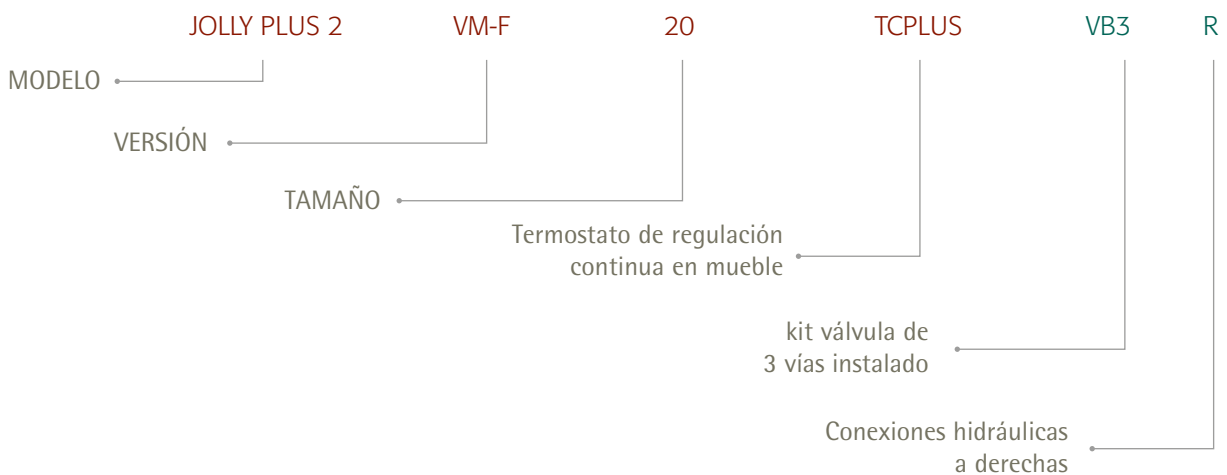 JOLLY PLUS 2 VM-F 20 TCPLUS VB3 R
MODELO
VERSIÓN
TAMAÑO
Termostato de regulación
continua en mueble
kit válvula de
3 vías instalado
Conexiones hidráulicas
a derechas